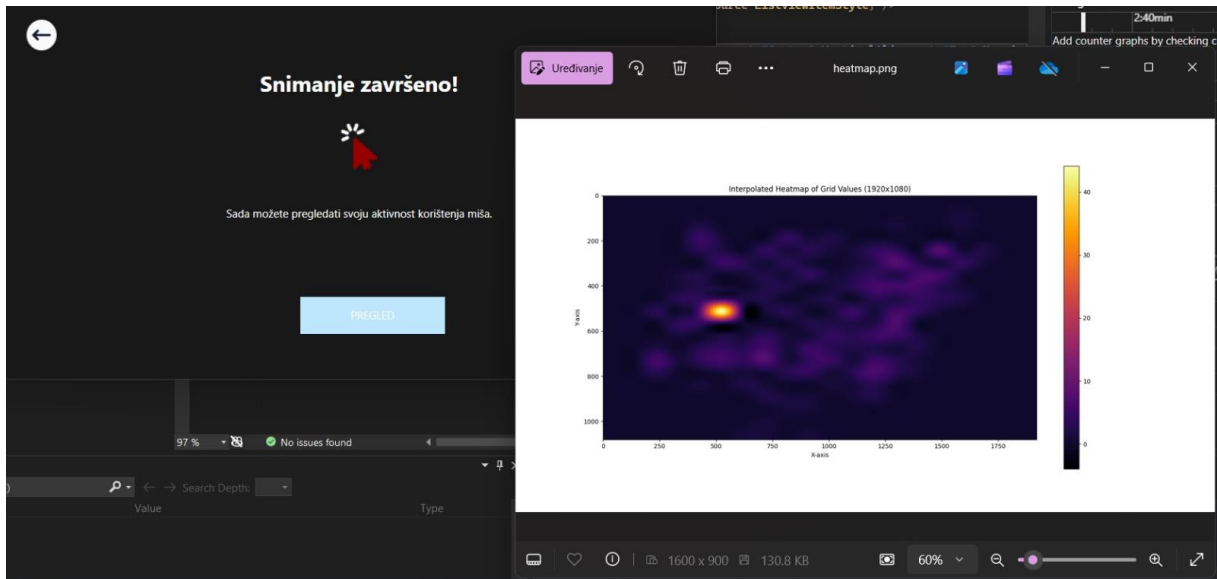 Snimanje završeno!
Sada možete pregledati svoju aktivnost korištenja miša.
PREGLED
97 %
No issues found
Search Depth:
Value
Type
ListViewItemStyle
2:40min
Add counter graphs by checking c
Uređivanje
heatmap.png
Interpolated Heatmap of Grid Values (1920x1080)
0
200
400
600
800
1000
Y-axis
0
250
500
750
1000
1250
1500
1750
X-axis
40
30
20
10
0
1600 x 900
130.8 KB
60%